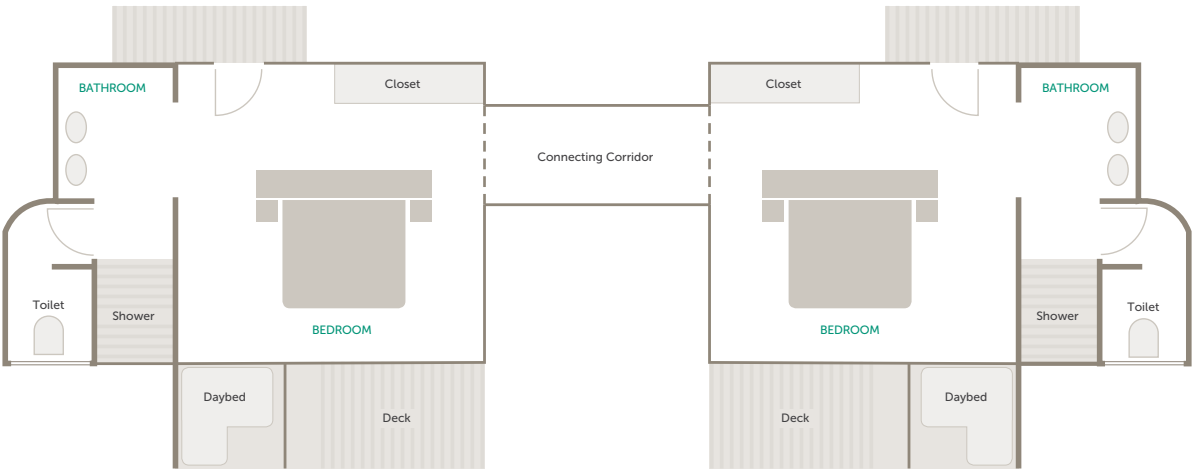 BATHROOM
Closet
Closet
BATHROOM
Connecting Corridor
Toilet
Shower
BEDROOM
BEDROOM
Shower
Toilet
Daybed
Deck
Deck
Daybed